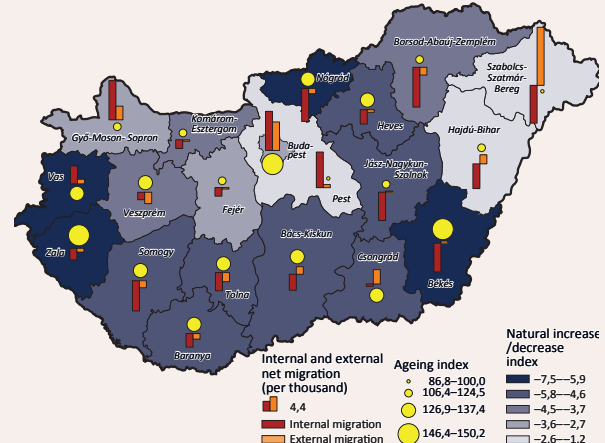 Borsod-Abaúj-Zemplém
Szabolcs-
Szatmár-
Bereg
Nógrád
Komárom-
Esztergom
Győr-Moson- Sopron
Heves
Hajdú-Bihar
Buda-
pest
Jász-Nagykun-
Szolnok
Vas
Pest
Veszprém
Fejér
Bács-Kiskun
Zala
Somogy
Csongrád
Békés
Tolna
Baranya
Internal and external
net migration
(per thousand)
4,4
Internal migration
External migration
Ageing index
86,8–100,0
106,4–124,5
126,9–137,4
146,4–150,2
Natural increase
/decrease
index
–7,5––5,9
–5,8––4,6
–4,5––3,7
–3,6––2,7
–2,6––1,2